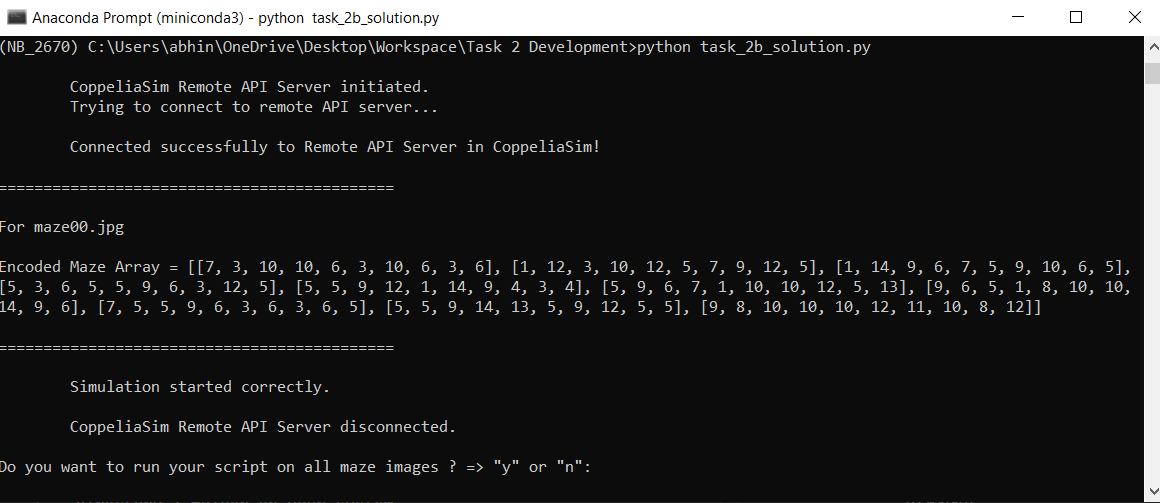 Anaconda Prompt (miniconda3) - python  task_2b_solution.py
(NB_2670) C:\Users\abhin\OneDrive\Desktop\Workspace\Task 2 Development>python task_2b_solution.py
CoppeliaSim Remote API Server initiated.
Trying to connect to remote API server...
Connected successfully to Remote API Server in CoppeliaSim!
============================================
For maze00.jpg
Encoded Maze Array = [[7, 3, 10, 10, 6, 3, 10, 6, 3, 6], [1, 12, 3, 10, 12, 5, 7, 9, 12, 5], [1, 14, 9, 6, 7, 5, 9, 10, 6, 5],
[5, 3, 6, 5, 5, 9, 6, 3, 12, 5], [5, 5, 9, 12, 1, 14, 9, 4, 3, 4], [5, 9, 6, 7, 1, 10, 10, 12, 5, 13], [9, 6, 5, 1, 8, 10, 10,
14, 9, 6], [7, 5, 5, 9, 6, 3, 6, 3, 6, 5], [5, 5, 9, 14, 13, 5, 9, 12, 5, 5], [9, 8, 10, 10, 10, 12, 11, 10, 8, 12]]
============================================
Simulation started correctly.
CoppeliaSim Remote API Server disconnected.
Do you want to run your script on all maze images ? => "y" or "n":